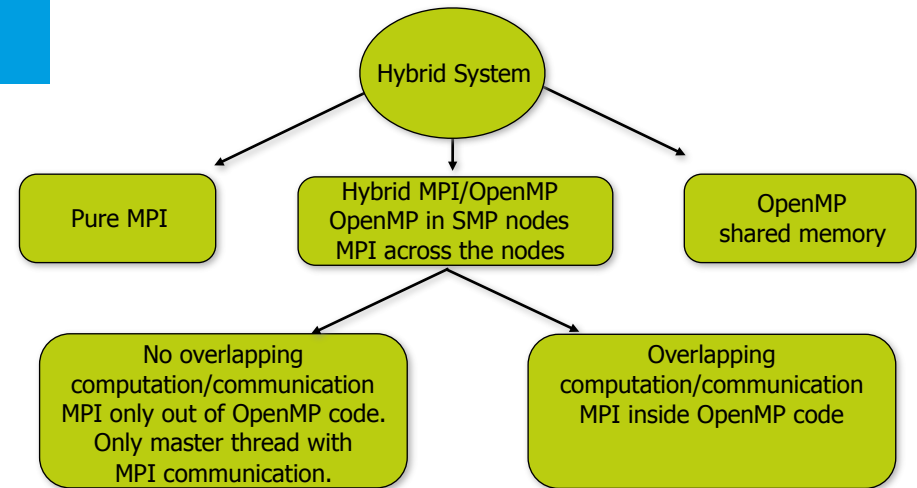 Hybrid System
Pure MPI
Hybrid MPI/OpenMP
OpenMP in SMP nodes
MPI across the nodes
OpenMP
shared memory
No overlapping
computation/communication
MPI only out of OpenMP code.
Only master thread with
MPI communication.
Overlapping
computation/communication
MPI inside OpenMP code